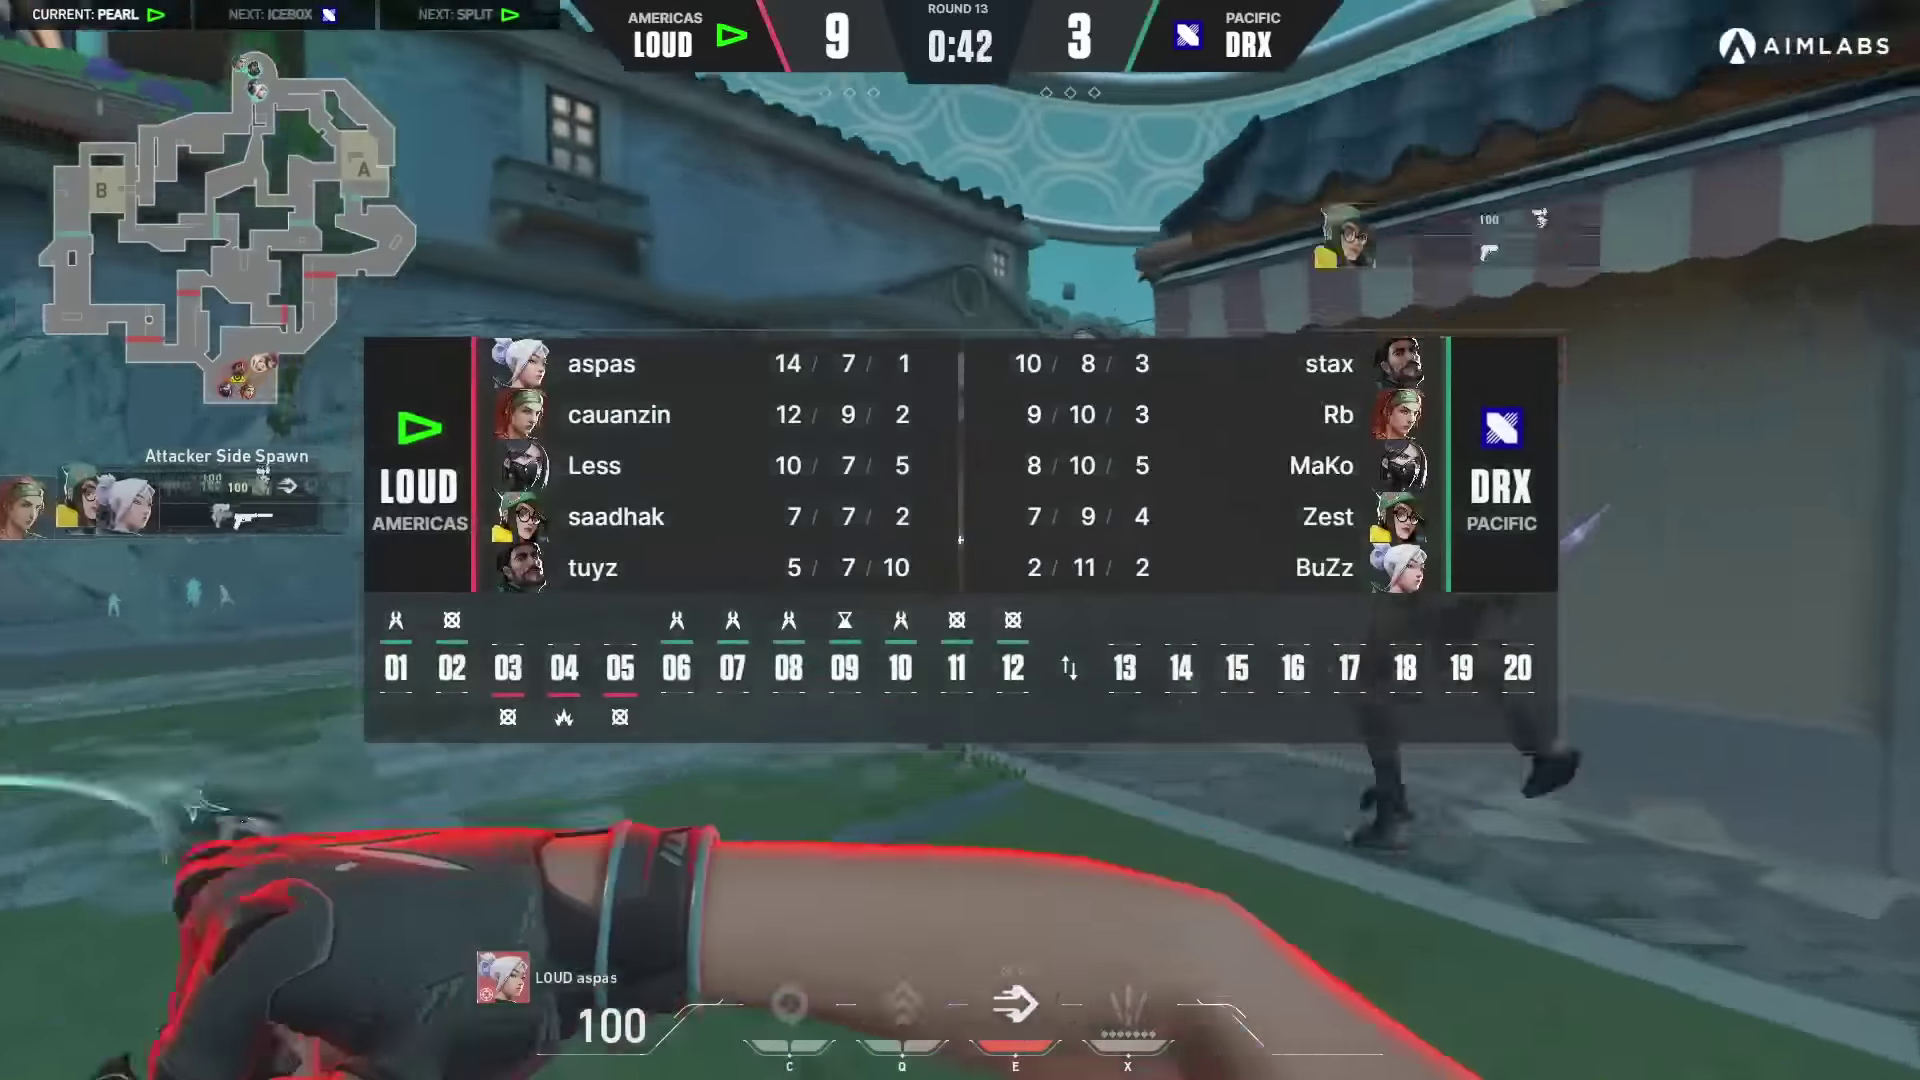 CURRENT: PEARL
NEXT: ICEBOX
NEXT: SPLIT
AMERICAS
LOUD
9
ROUND 13
0:42
3
PACIFIC
DRX
AIMLABS
B
A
100
Attacker Side Spawn
100
LOUD
AMERICAS
aspas 14 / 7 / 1
cauanzin 12 / 9 / 2
Less 10 / 7 / 5
saadhak 7 / 7 / 2
tuyz 5 / 7 / 10
10 / 8 / 3 stax
9 / 10 / 3 Rb
8 / 10 / 5 MaKo
7 / 9 / 4 Zest
2 / 11 / 2 BuZz
DRX
PACIFIC
01 02 03 04 05 06 07 08 09 10 11 12 13 14 15 16 17 18 19 20
LOUD aspas
100
C Q E X